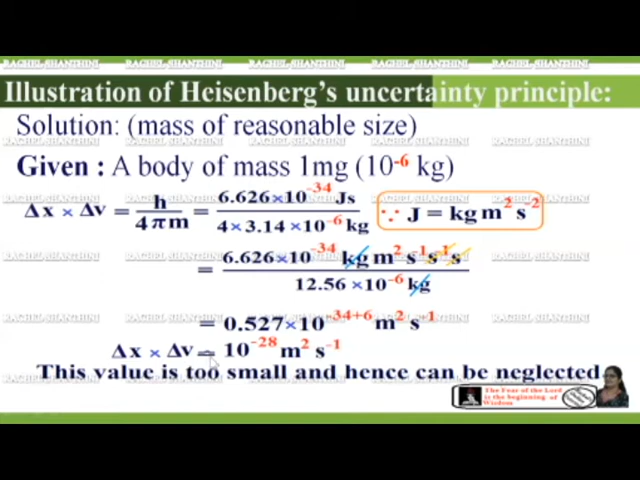 RACHEL SHANTHINI RACHEL SHANTHINI RACHEL SHANTHINI RACHEL SHANTHINI RACHEL SHANTHINI
Illustration of Heisenberg's uncertainty principle:
Solution: (mass of reasonable size)
Given : A body of mass 1mg (10⁻⁶ kg)
Δx × Δv = h / 4πm = 6.626×10⁻³⁴ Js / 4×3.14×10⁻⁶ kg ∵ J = kg m² s⁻²
= 6.626×10⁻³⁴ kg m² s⁻¹ s⁻¹ s / 12.56 ×10⁻⁶ kg
= 0.527×10⁻³⁴⁺⁶ m² s⁻¹
Δx × Δv = 10⁻²⁸ m² s⁻¹
This value is too small and hence can be neglected.
The Fear of the Lord
is the beginning of
Wisdom